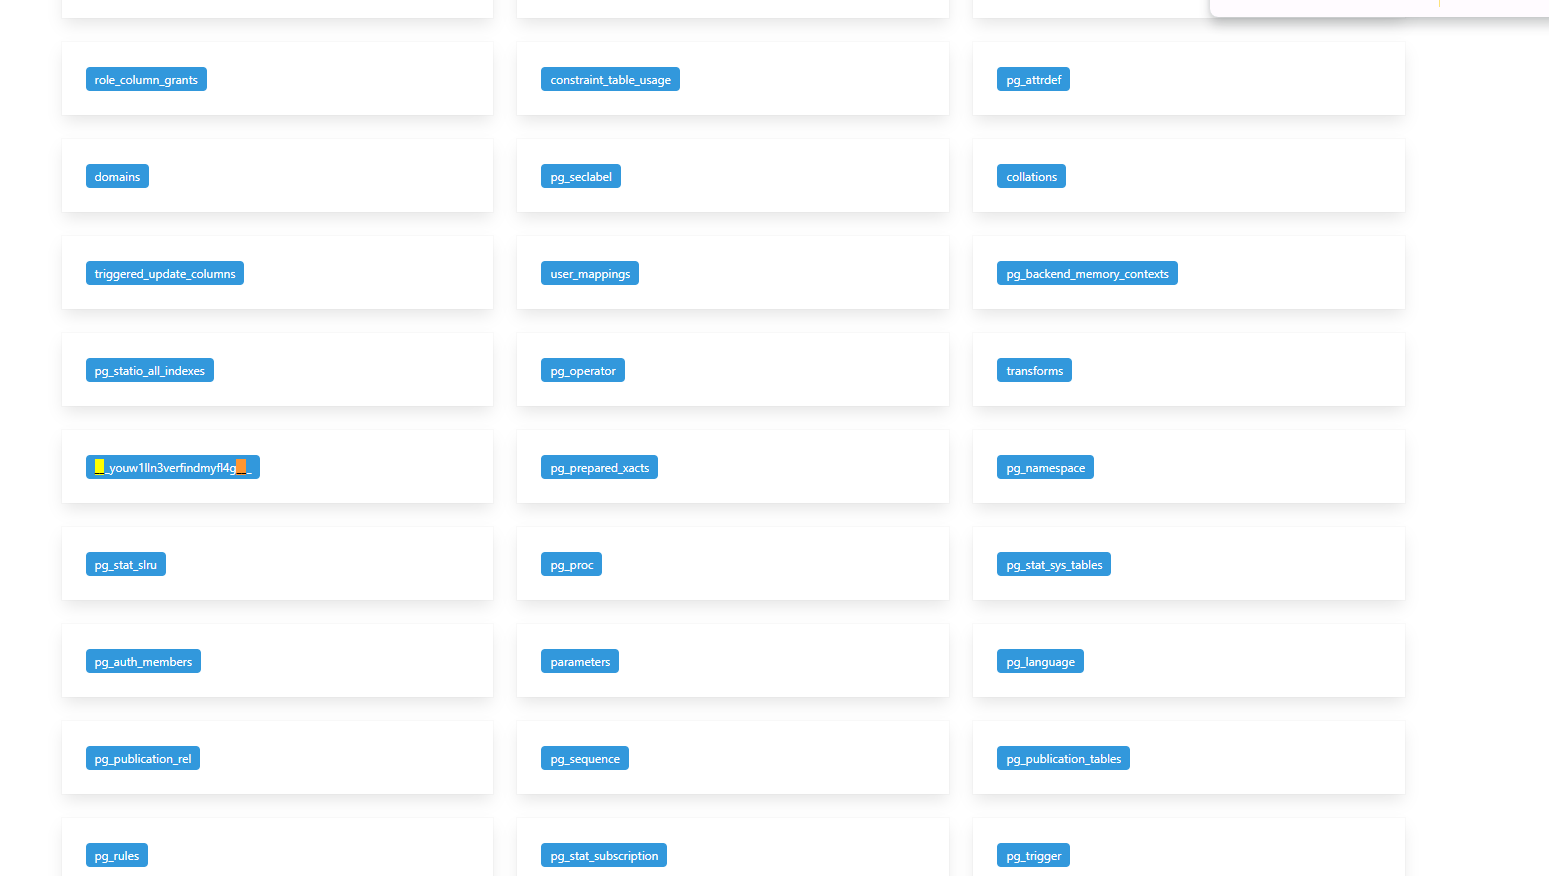 role_column_grants
constraint_table_usage
pg_attrdef
domains
pg_seclabel
collations
triggered_update_columns
user_mappings
pg_backend_memory_contexts
pg_statio_all_indexes
pg_operator
transforms
___youw1lln3verfindmyfl4g___
pg_prepared_xacts
pg_namespace
pg_stat_slru
pg_proc
pg_stat_sys_tables
pg_auth_members
parameters
pg_language
pg_publication_rel
pg_sequence
pg_publication_tables
pg_rules
pg_stat_subscription
pg_trigger